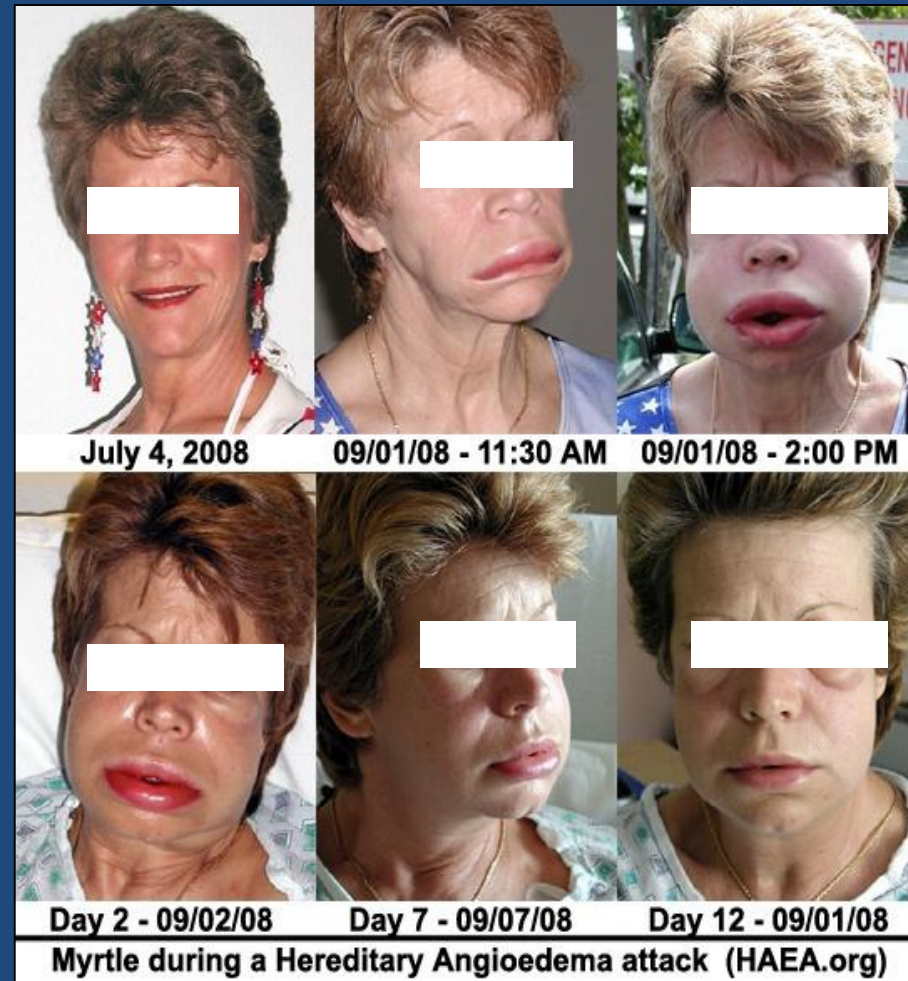 July 4, 2008
09/01/08 - 11:30 AM
09/01/08 - 2:00 PM
Day 2 - 09/02/08
Day 7 - 09/07/08
Day 12 - 09/01/08
Myrtle during a Hereditary Angioedema attack (HAEA.org)